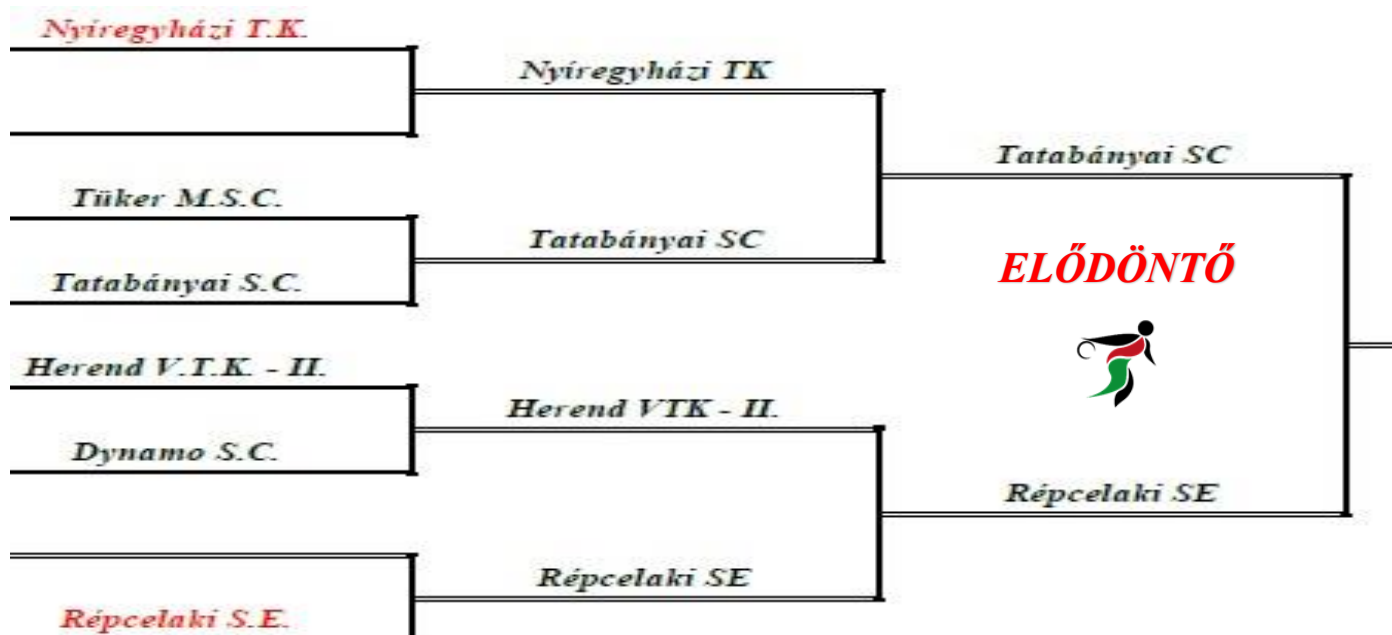 Nyíregyházi T.K.
Tüker M.S.C.
Tatabányai S.C.
Herend V.T.K. - II.
Dynamo S.C.
Répcelaki S.E.
Nyíregyházi TK
Tatabányai SC
Herend VTK - II.
Répcelaki SE
Tatabányai SC
ELŐDÖNTŐ
Répcelaki SE